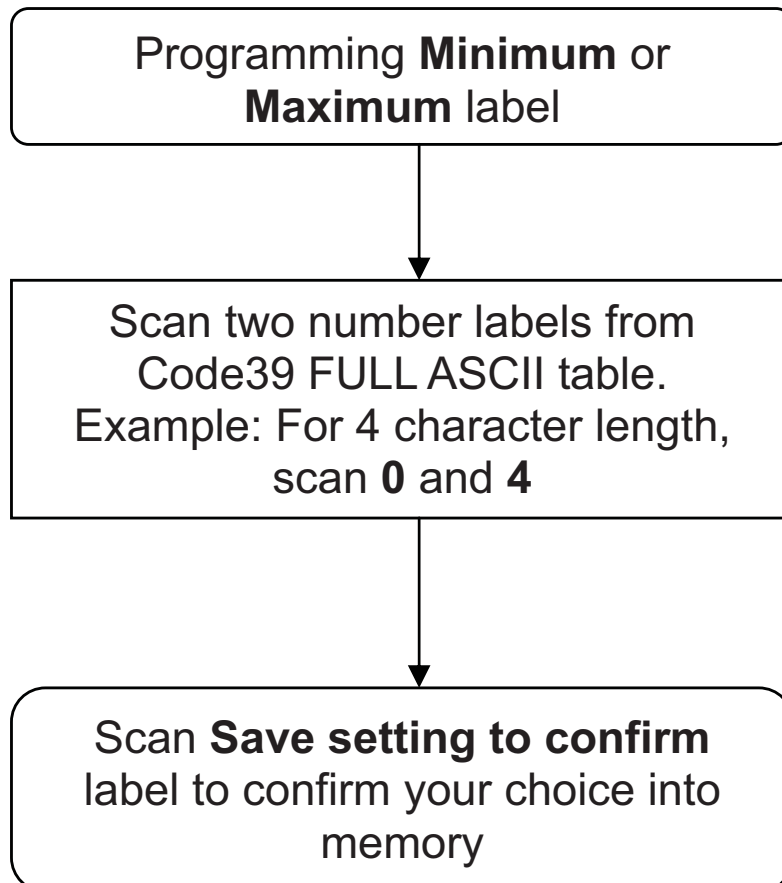 Programming Minimum or
Maximum label
Scan two number labels from
Code39 FULL ASCII table.
Example: For 4 character length,
scan 0 and 4
Scan Save setting to confirm
label to confirm your choice into
memory